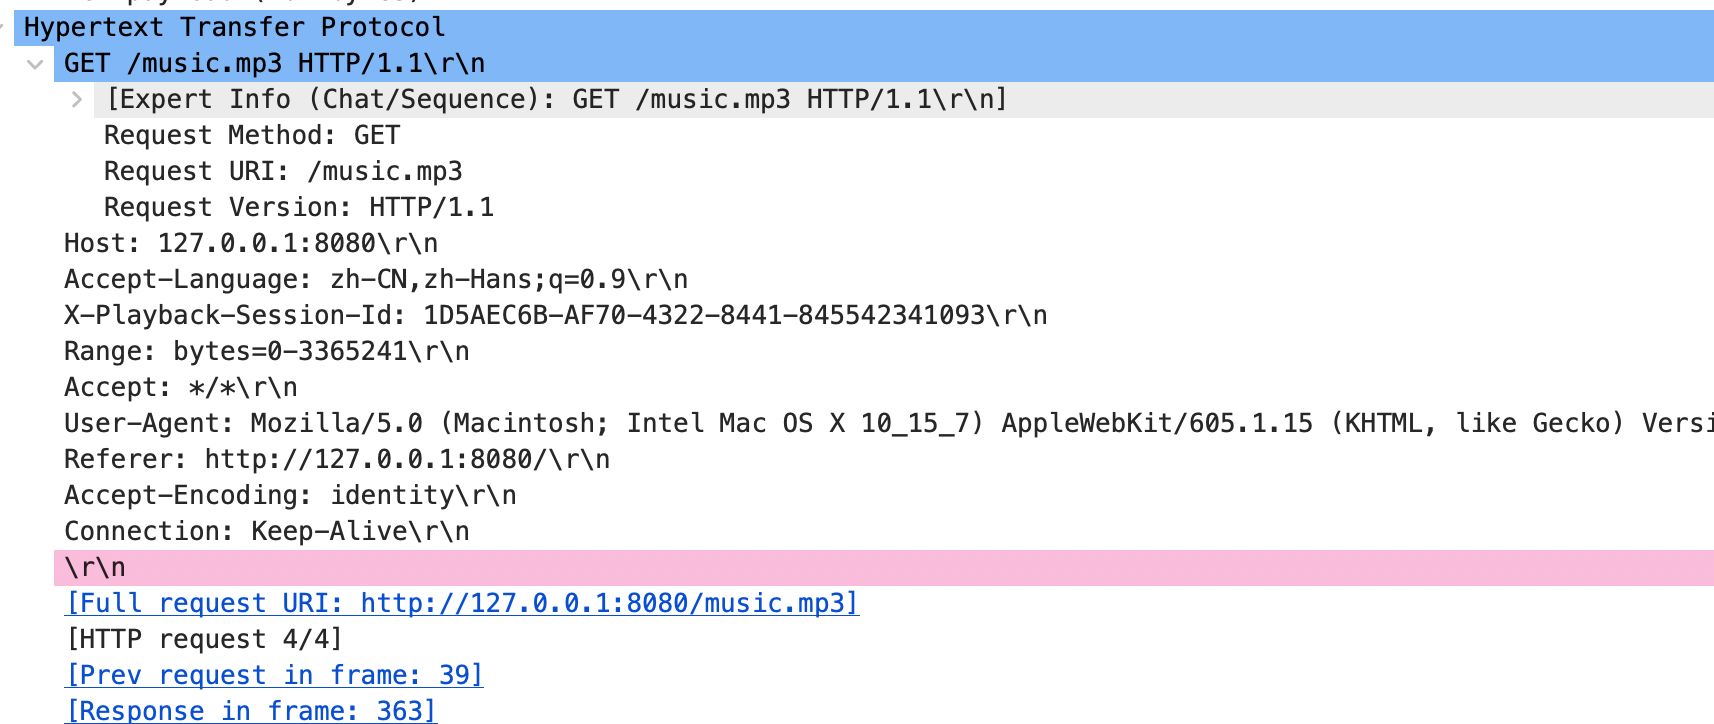 Hypertext Transfer Protocol
GET /music.mp3 HTTP/1.1\r\n
[Expert Info (Chat/Sequence): GET /music.mp3 HTTP/1.1\r\n]
Request Method: GET
Request URI: /music.mp3
Request Version: HTTP/1.1
Host: 127.0.0.1:8080\r\n
Accept-Language: zh-CN,zh-Hans;q=0.9\r\n
X-Playback-Session-Id: 1D5AEC6B-AF70-4322-8441-845542341093\r\n
Range: bytes=0-3365241\r\n
Accept: */*\r\n
User-Agent: Mozilla/5.0 (Macintosh; Intel Mac OS X 10_15_7) AppleWebKit/605.1.15 (KHTML, like Gecko) Versi
Referer: http://127.0.0.1:8080/\r\n
Accept-Encoding: identity\r\n
Connection: Keep-Alive\r\n
\r\n
[Full request URI: http://127.0.0.1:8080/music.mp3]
[HTTP request 4/4]
[Prev request in frame: 39]
[Response in frame: 363]